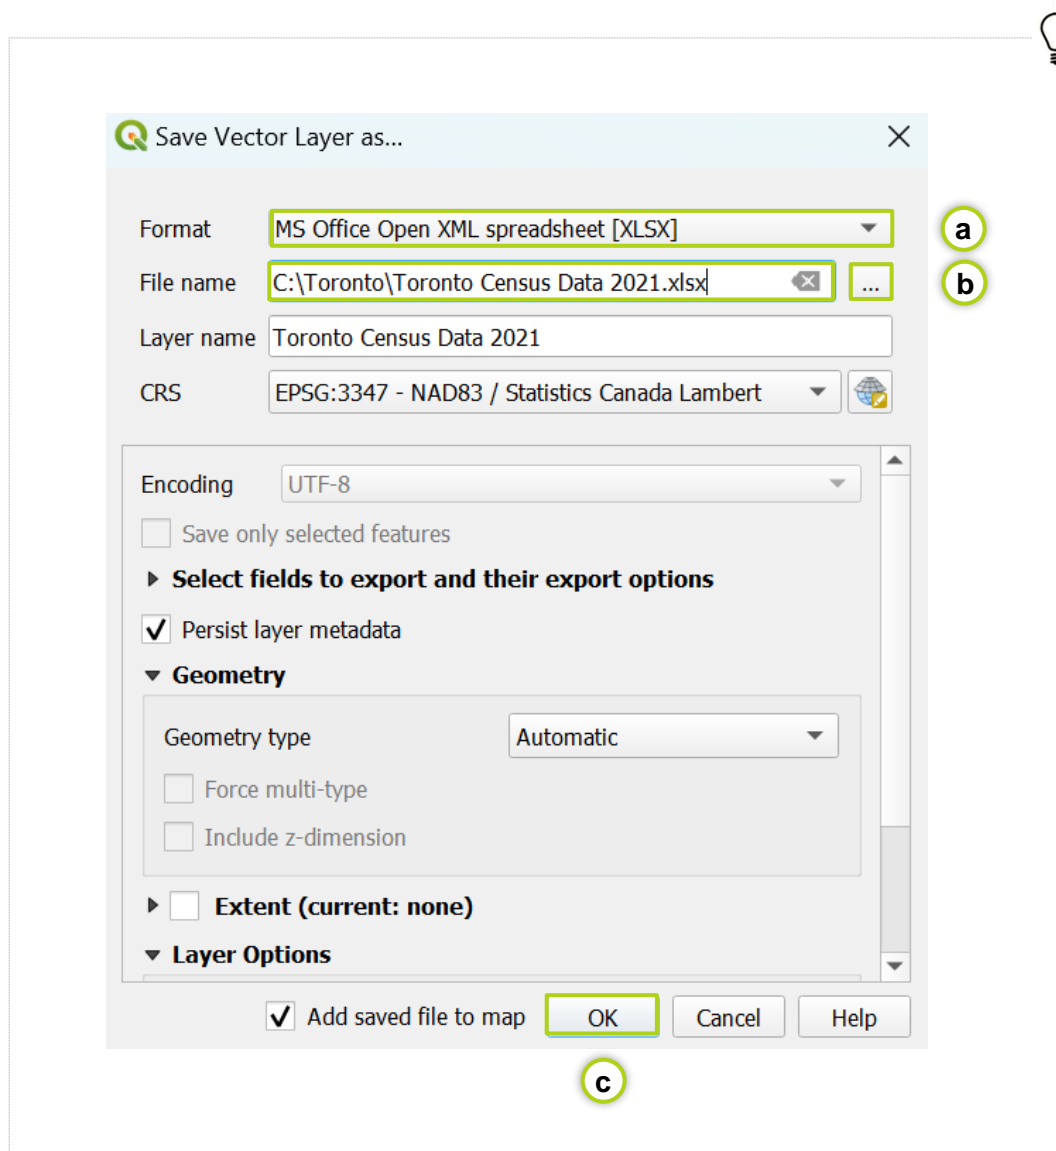 Save Vector Layer as...
Format MS Office Open XML spreadsheet [XLSX] a
File name C:\Toronto\Toronto Census Data 2021.xlsx ... b
Layer name Toronto Census Data 2021
CRS EPSG:3347 - NAD83 / Statistics Canada Lambert
Encoding UTF-8
Save only selected features
Select fields to export and their export options
Persist layer metadata
Geometry
Geometry type Automatic
Force multi-type
Include z-dimension
Extent (current: none)
Layer Options
Add saved file to map OK Cancel Help
c